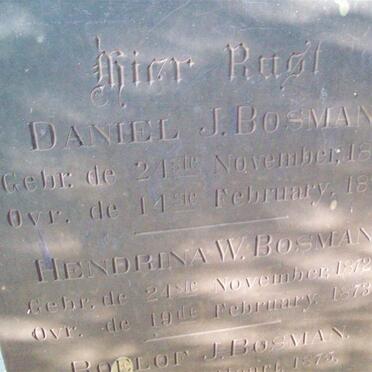 Hier Rust
DANIEL J. BOSMAN
Gebr. de 24ste November, 18
Ovr. de 14de February, 18
HENDRINA W. BOSMAN
Gebr. de 24ste November, 1872
Ovr. de 19de February, 1873
ROELOF J. BOSMAN.
1875,